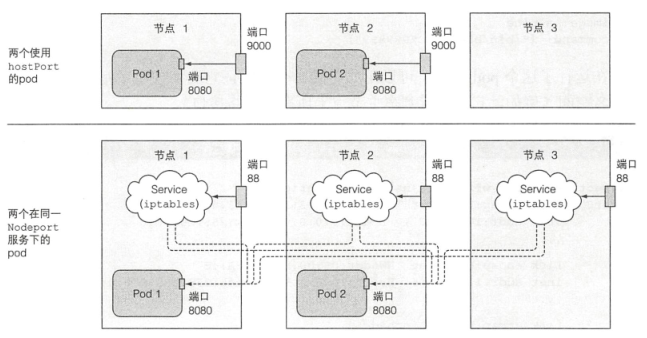 节点 1
端口
9000
节点 2
端口
9000
节点 3
两个使用
hostPort
的pod
Pod 1
端口
8080
Pod 2
端口
8080
节点 1
端口
88
节点 2
端口
88
节点 3
端口
88
Service
(iptables)
Service
(iptables)
Service
(iptables)
两个在同一
Nodeport
服务下的
pod
Pod 1
端口
8080
Pod 2
端口
8080